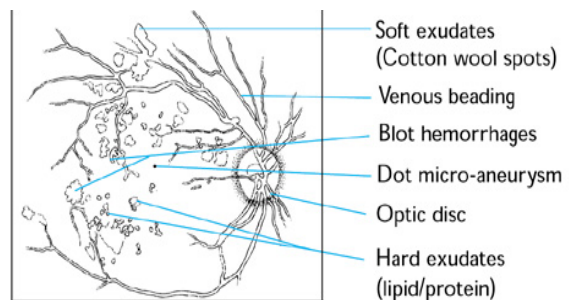 Soft exudates
(Cotton wool spots)
Venous beading
Blot hemorrhages
Dot micro-aneurysm
Optic disc
Hard exudates
(lipid/protein)